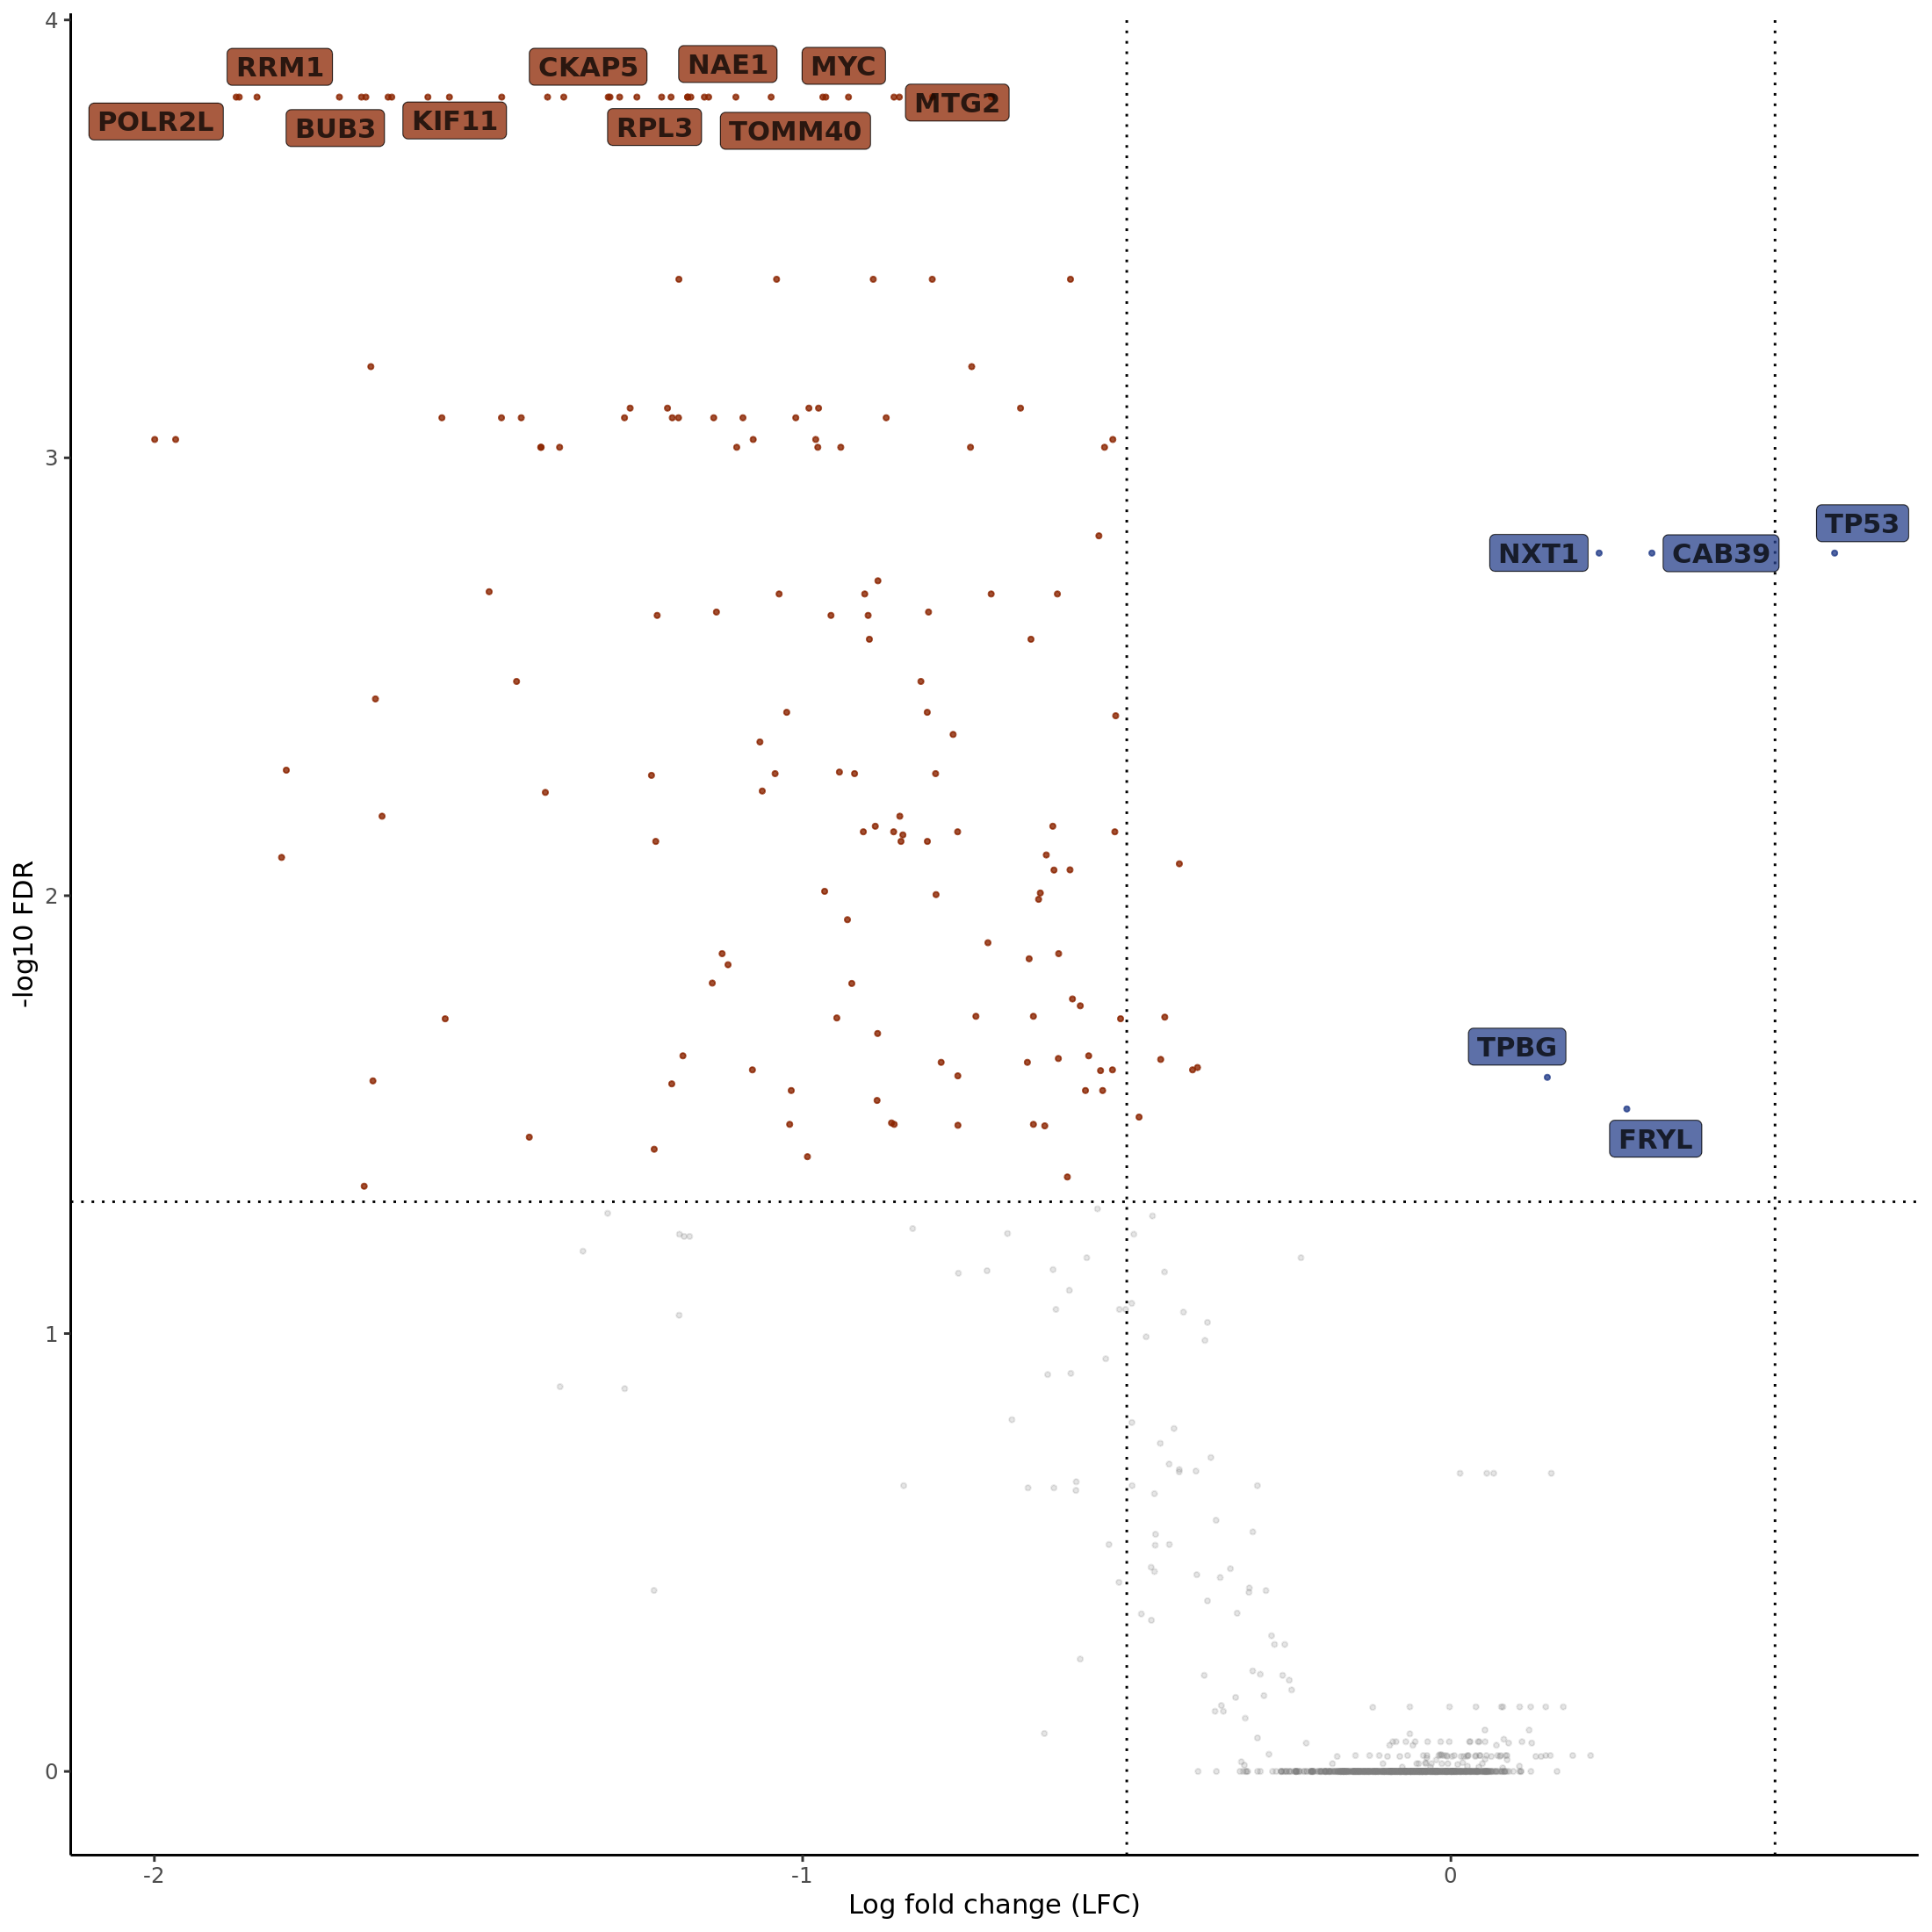 4
RRM1
CKAP5
NAE1
MYC
MTG2
POLR2L
BUB3
KIF11
RPL3
TOMM40
3
TP53
NXT1
CAB39
2
-log10 FDR
TPBG
FRYL
1
0
-2
-1
0
Log fold change (LFC)